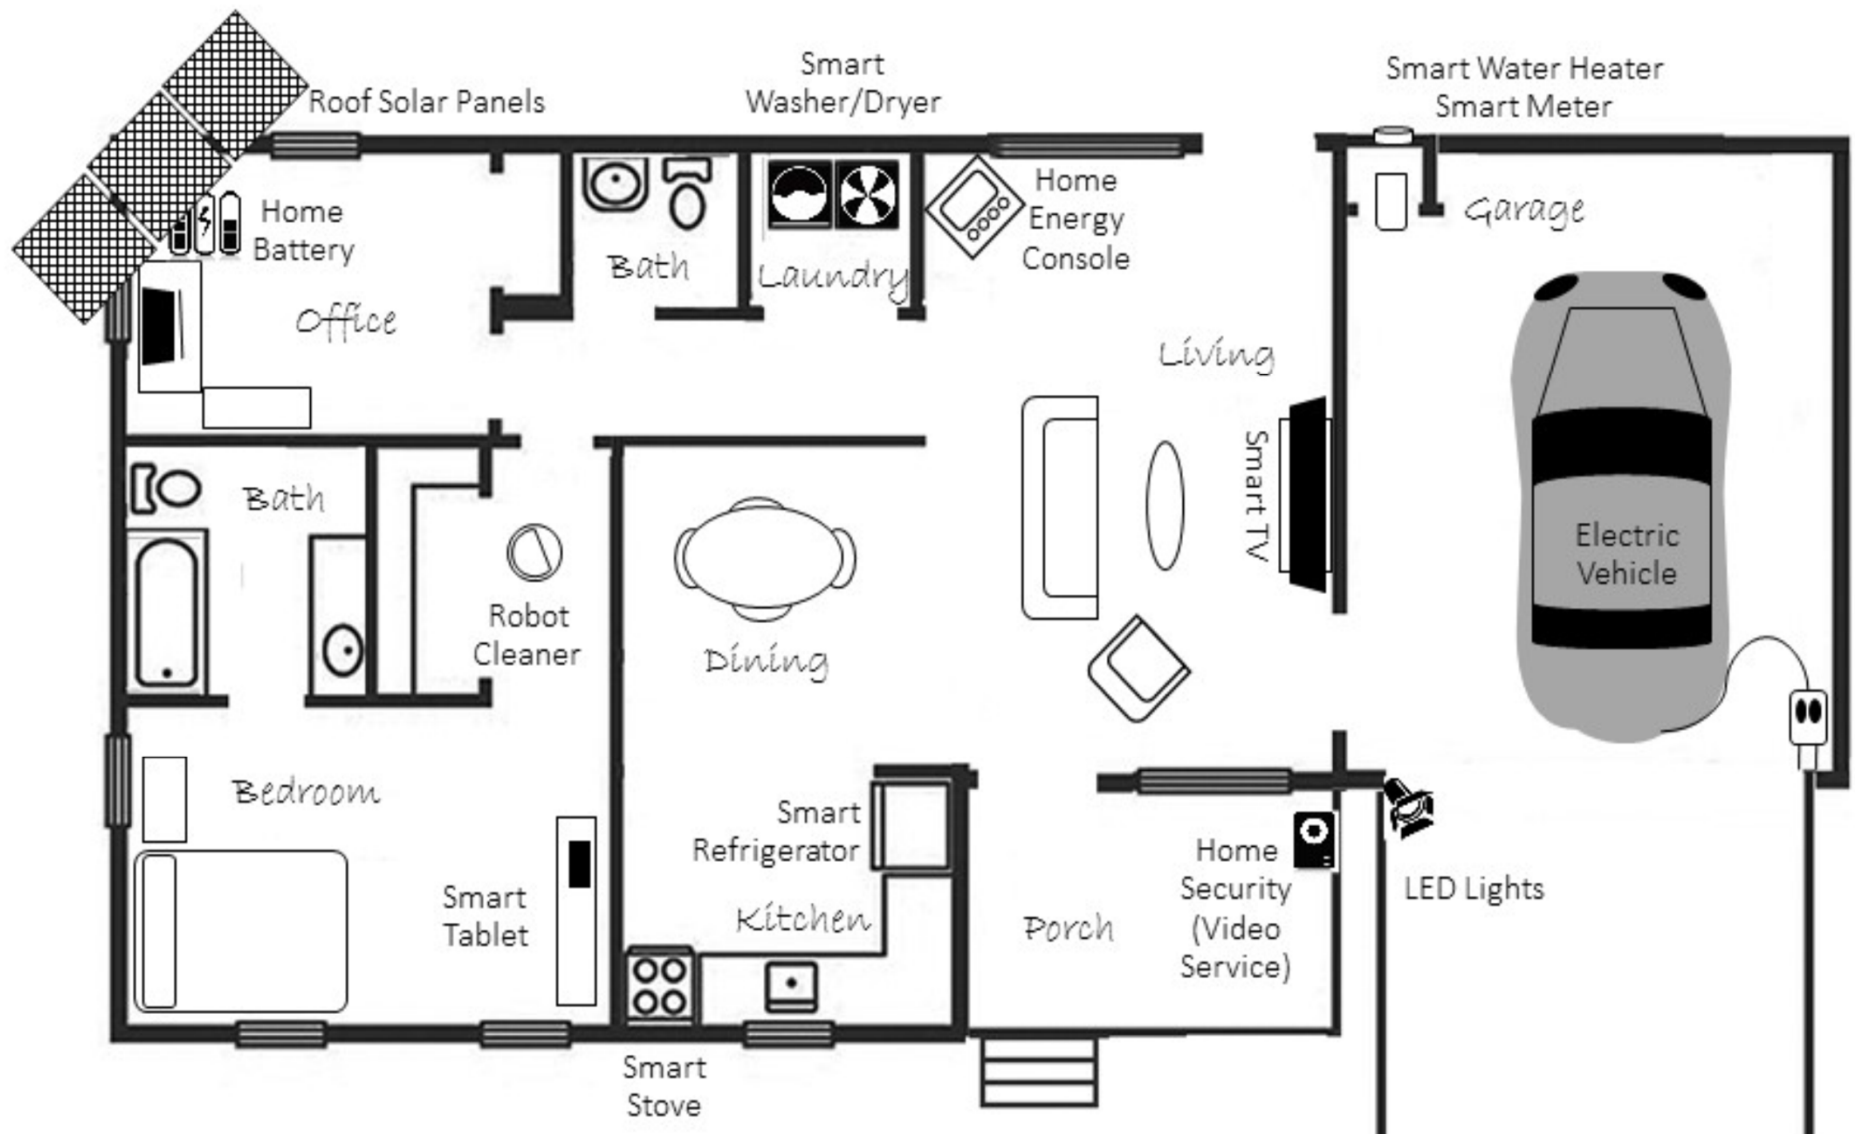 Roof Solar Panels
Smart
Washer/Dryer
Smart Water Heater
Smart Meter
Home
Battery
Office
Bath
Laundry
Home
Energy
Console
Garage
Living
Smart TV
Bath
Robot
Cleaner
Dining
Electric
Vehicle
Bedroom
Smart
Tablet
Smart
Refrigerator
Kitchen
Porch
Home
Security
(Video
Service)
LED Lights
Smart
Stove